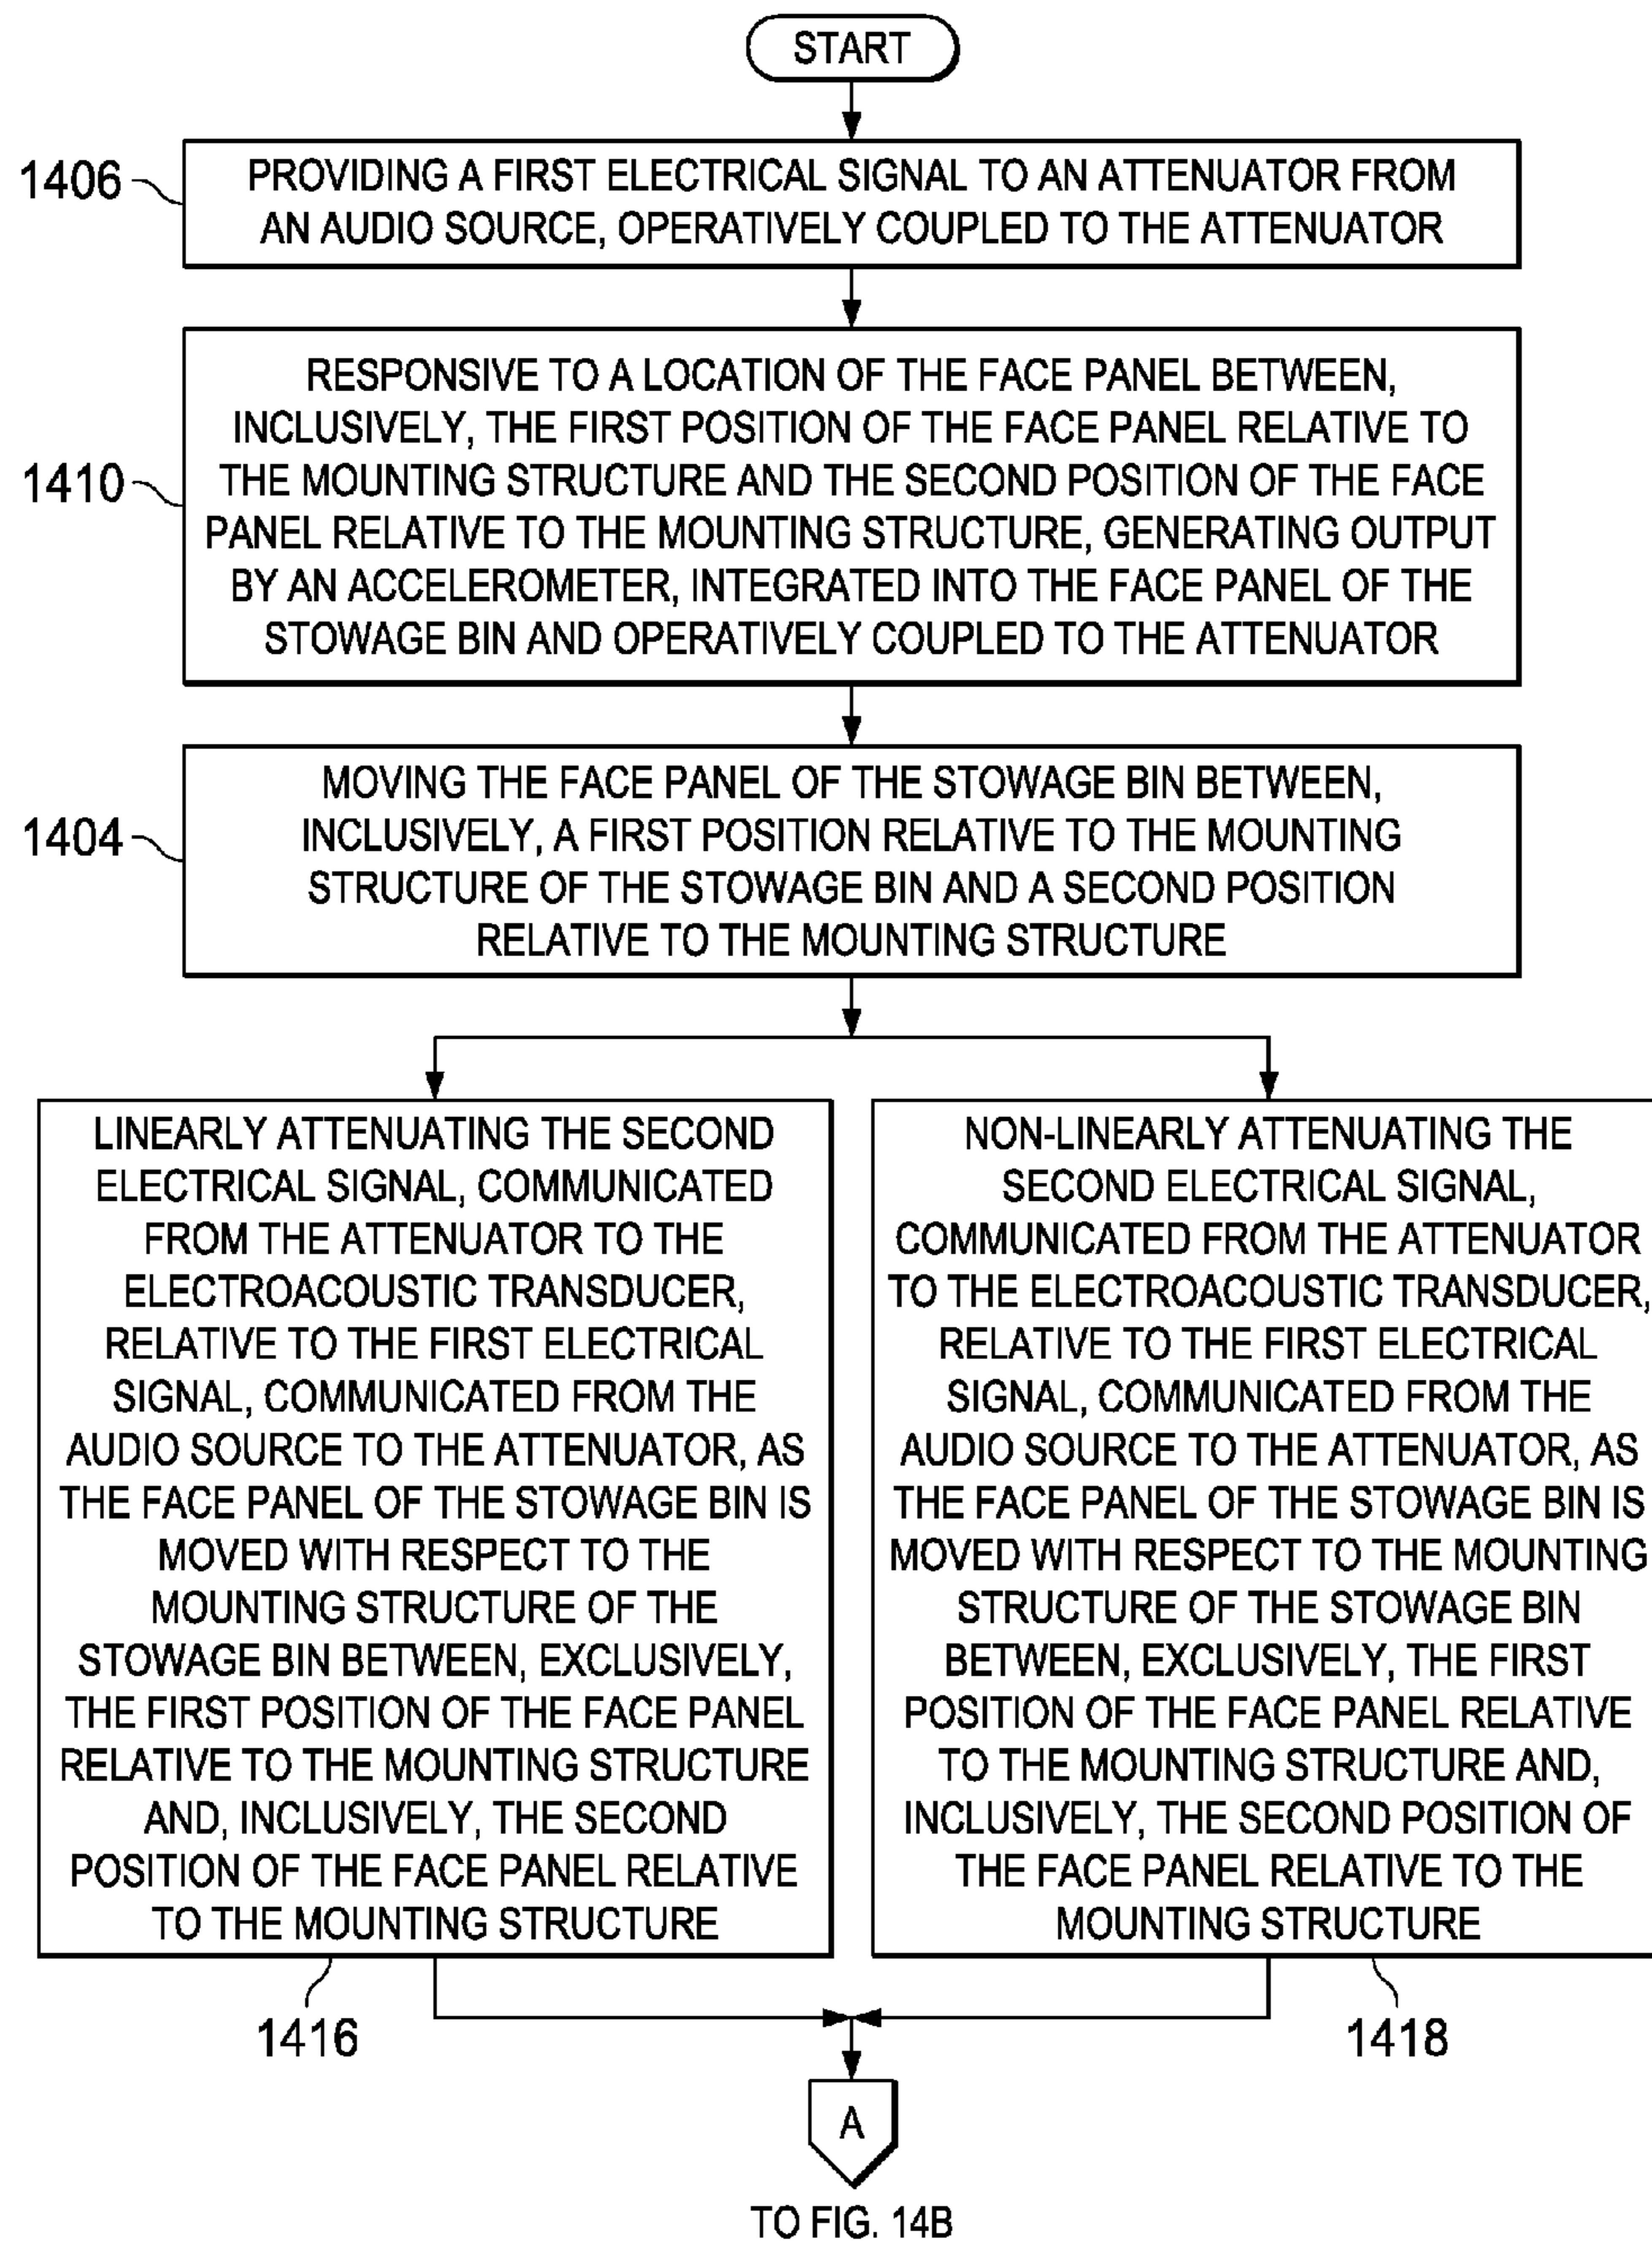 START
1406
PROVIDING A FIRST ELECTRICAL SIGNAL TO AN ATTENUATOR FROM
AN AUDIO SOURCE, OPERATIVELY COUPLED TO THE ATTENUATOR
1410
RESPONSIVE TO A LOCATION OF THE FACE PANEL BETWEEN,
INCLUSIVELY, THE FIRST POSITION OF THE FACE PANEL RELATIVE TO
THE MOUNTING STRUCTURE AND THE SECOND POSITION OF THE FACE
PANEL RELATIVE TO THE MOUNTING STRUCTURE, GENERATING OUTPUT
BY AN ACCELEROMETER, INTEGRATED INTO THE FACE PANEL OF THE
STOWAGE BIN AND OPERATIVELY COUPLED TO THE ATTENUATOR
1404
MOVING THE FACE PANEL OF THE STOWAGE BIN BETWEEN,
INCLUSIVELY, A FIRST POSITION RELATIVE TO THE MOUNTING
STRUCTURE OF THE STOWAGE BIN AND A SECOND POSITION
RELATIVE TO THE MOUNTING STRUCTURE
LINEARLY ATTENUATING THE SECOND
ELECTRICAL SIGNAL, COMMUNICATED
FROM THE ATTENUATOR TO THE
ELECTROACOUSTIC TRANSDUCER,
RELATIVE TO THE FIRST ELECTRICAL
SIGNAL, COMMUNICATED FROM THE
AUDIO SOURCE TO THE ATTENUATOR, AS
THE FACE PANEL OF THE STOWAGE BIN IS
MOVED WITH RESPECT TO THE
MOUNTING STRUCTURE OF THE
STOWAGE BIN BETWEEN, EXCLUSIVELY,
THE FIRST POSITION OF THE FACE PANEL
RELATIVE TO THE MOUNTING STRUCTURE
AND, INCLUSIVELY, THE SECOND
POSITION OF THE FACE PANEL RELATIVE
TO THE MOUNTING STRUCTURE
1416
NON-LINEARLY ATTENUATING THE
SECOND ELECTRICAL SIGNAL,
COMMUNICATED FROM THE ATTENUATOR
TO THE ELECTROACOUSTIC TRANSDUCER,
RELATIVE TO THE FIRST ELECTRICAL
SIGNAL, COMMUNICATED FROM THE
AUDIO SOURCE TO THE ATTENUATOR, AS
THE FACE PANEL OF THE STOWAGE BIN IS
MOVED WITH RESPECT TO THE MOUNTING
STRUCTURE OF THE STOWAGE BIN
BETWEEN, EXCLUSIVELY, THE FIRST
POSITION OF THE FACE PANEL RELATIVE
TO THE MOUNTING STRUCTURE AND,
INCLUSIVELY, THE SECOND POSITION OF
THE FACE PANEL RELATIVE TO THE
MOUNTING STRUCTURE
1418
A
TO FIG. 14B